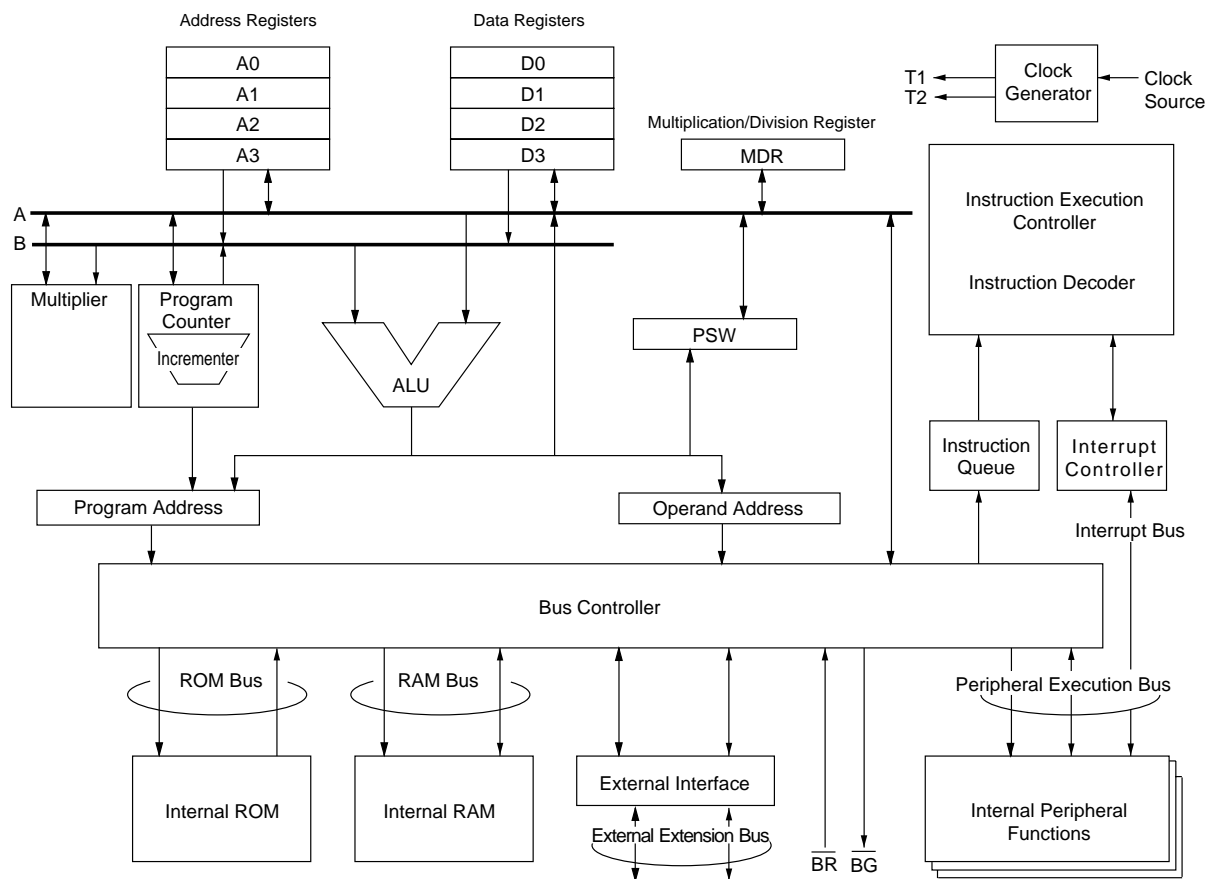 Address Registers
A0
A1
A2
A3
Data Registers
D0
D1
D2
D3
Multiplication/Division Register
MDR
T1
T2
Clock
Generator
Clock
Source
A
B
Multiplier
Program
Counter
Incrementer
ALU
PSW
Instruction Execution
Controller
Instruction Decoder
Instruction
Queue
Interrupt
Controller
Program Address
Operand Address
Interrupt Bus
Bus Controller
ROM Bus
RAM Bus
Peripheral Execution Bus
Internal ROM
Internal RAM
External Interface
External Extension Bus
BR
BG
Internal Peripheral
Functions